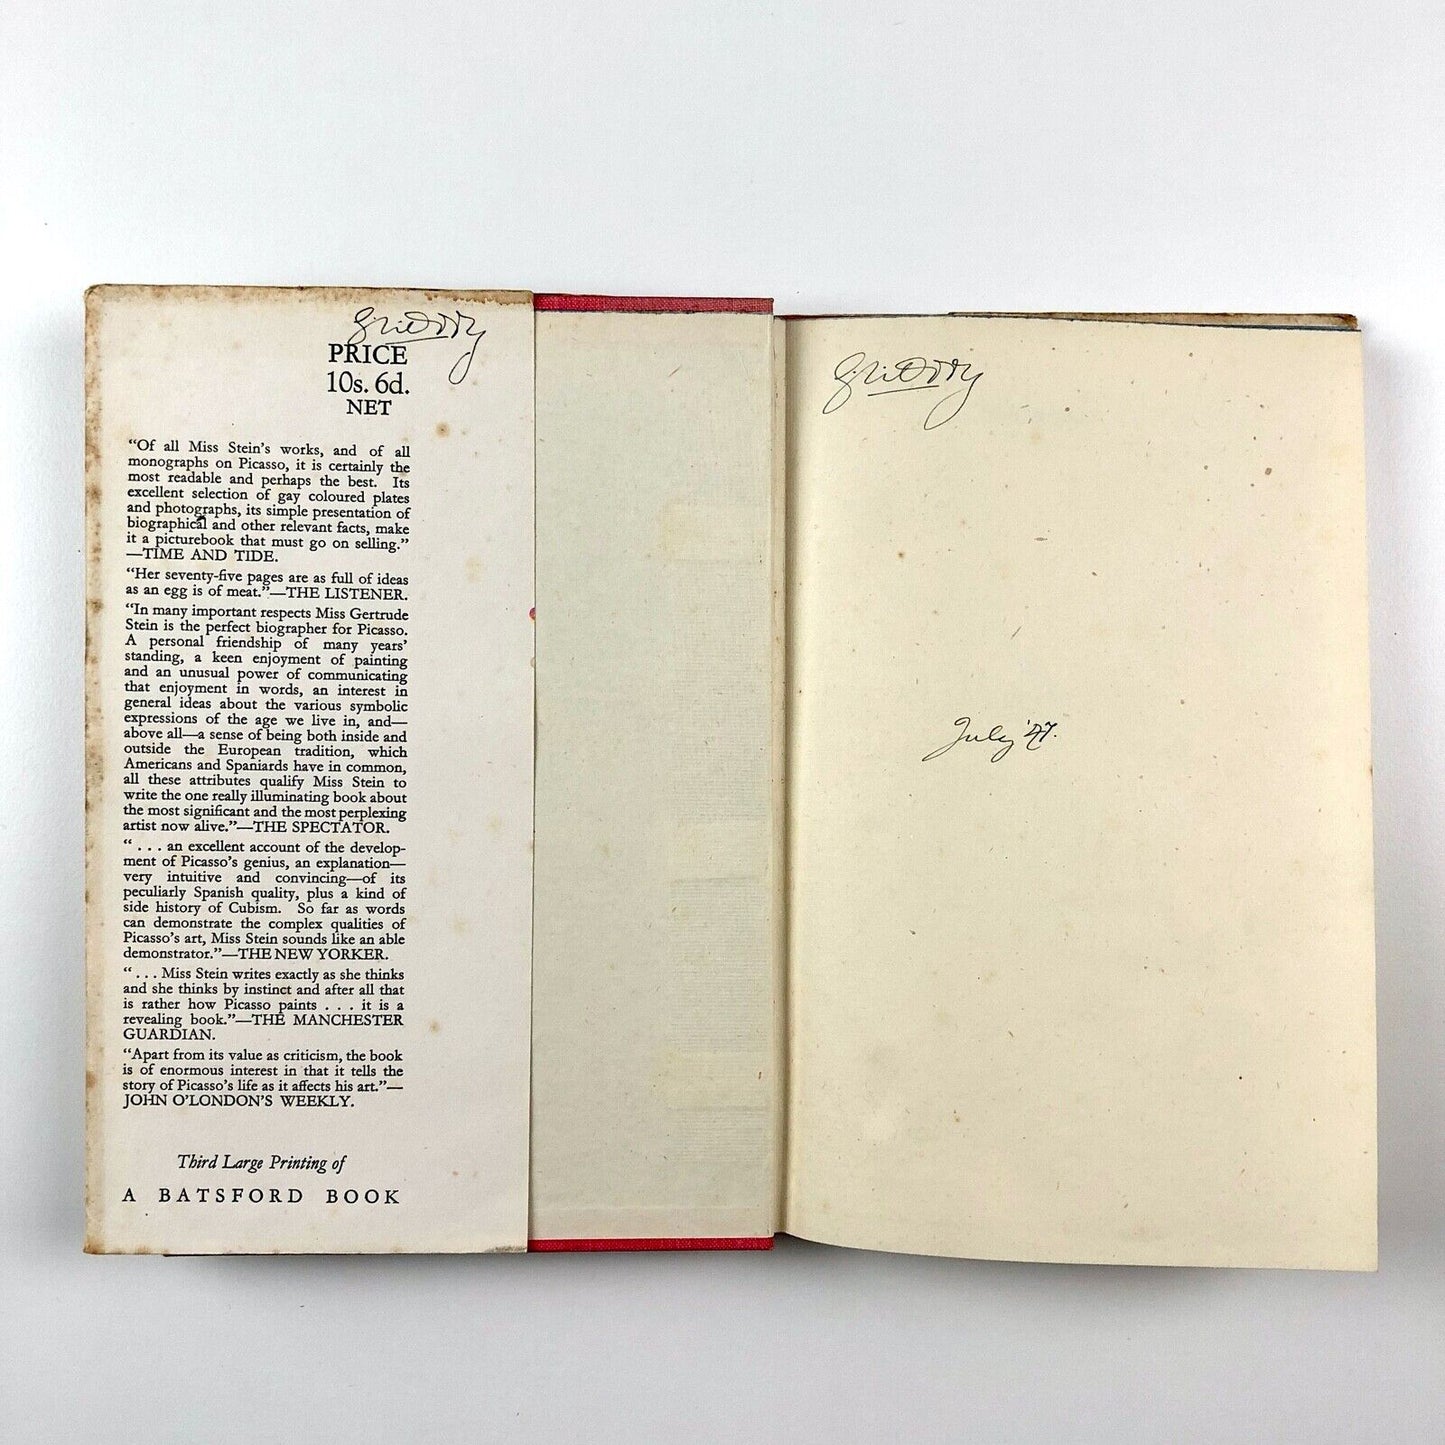 PRICE
10s. 6d.
NET
“Of all Miss Stein’s works, and of all
monographs on Picasso, it is certainly the
most readable and perhaps the best. Its
excellent selection of gay coloured plates
and photographs, its simple presentation of
biographical and other relevant facts, make
it a picturebook that must go on selling.”
—TIME AND TIDE.
“Her seventy-five pages are as full of ideas
as an egg is of meat.”—THE LISTENER.
“In many important respects Miss Gertrude
Stein is the perfect biographer for Picasso.
A personal friendship of many years’
standing, a keen enjoyment of painting
and an unusual power of communicating
that enjoyment in words, an interest in
general ideas about the various symbolic
expressions of the age we live in, and—
above all—a sense of being both inside and
outside the European tradition, which
Americans and Spaniards have in common,
all these attributes qualify Miss Stein to
write the one really illuminating book about
the most significant and the most perplexing
artist now alive.”—THE SPECTATOR.
“ . . . an excellent account of the develop-
ment of Picasso’s genius, an explanation—
very intuitive and convincing—of its
peculiarly Spanish quality, plus a kind of
side history of Cubism. So far as words
can demonstrate the complex qualities of
Picasso’s art, Miss Stein sounds like an able
demonstrator.”—THE NEW YORKER.
“ . . . Miss Stein writes exactly as she thinks
and she thinks by instinct and after all that
is rather how Picasso paints . . . it is a
revealing book.”—THE MANCHESTER
GUARDIAN.
“Apart from its value as criticism, the book
is of enormous interest in that it tells the
story of Picasso’s life as it affects his art.”—
JOHN O’LONDON’S WEEKLY.
Third Large Printing of
A BATSFORD BOOK
July '47.